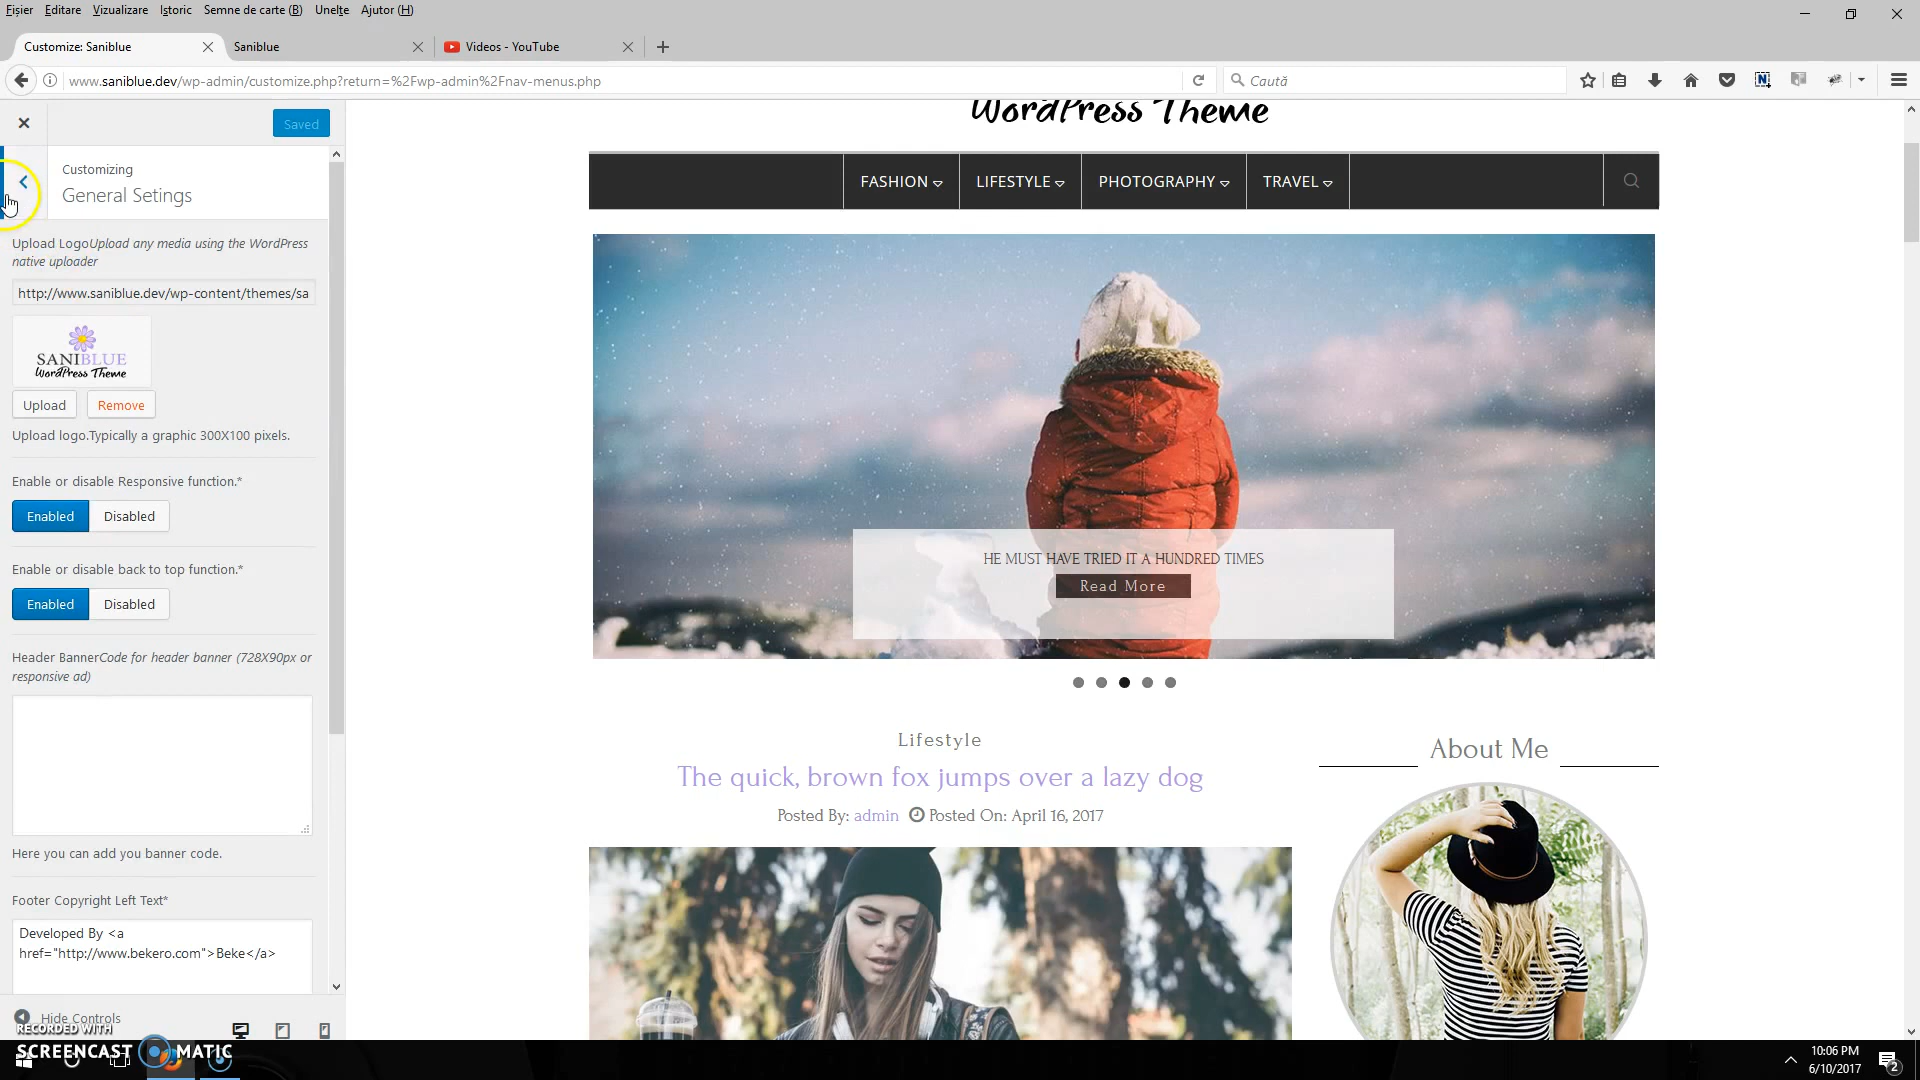 Fișier Editare Vizualizare Istoric Semne de carte (B) Unelte Ajutor (H)
Customize: Saniblue
Saniblue
Videos - YouTube
www.saniblue.dev/wp-admin/customize.php?return=%2Fwp-admin%2Fnav-menus.php
Caută
Saved
Customizing
General Setings
Upload LogoUpload any media using the WordPress
native uploader
http://www.saniblue.dev/wp-content/themes/sa
SANIBLUE
WordPress Theme
Upload
Remove
Upload logo.Typically a graphic 300X100 pixels.
Enable or disable Responsive function.*
Enabled
Disabled
Enable or disable back to top function.*
Enabled
Disabled
Header BannerCode for header banner (728X90px or
responsive ad)
Here you can add you banner code.
Footer Copyright Left Text*
Developed By <a
href="http://www.bekero.com">Beke</a>
Hide Controls
WordPress Theme
FASHION
LIFESTYLE
PHOTOGRAPHY
TRAVEL
HE MUST HAVE TRIED IT A HUNDRED TIMES
Read More
Lifestyle
The quick, brown fox jumps over a lazy dog
Posted By: admin Posted On: April 16, 2017
About Me
RECORDED WITH
SCREENCAST MATIC
10:06 PM
6/10/2017
2